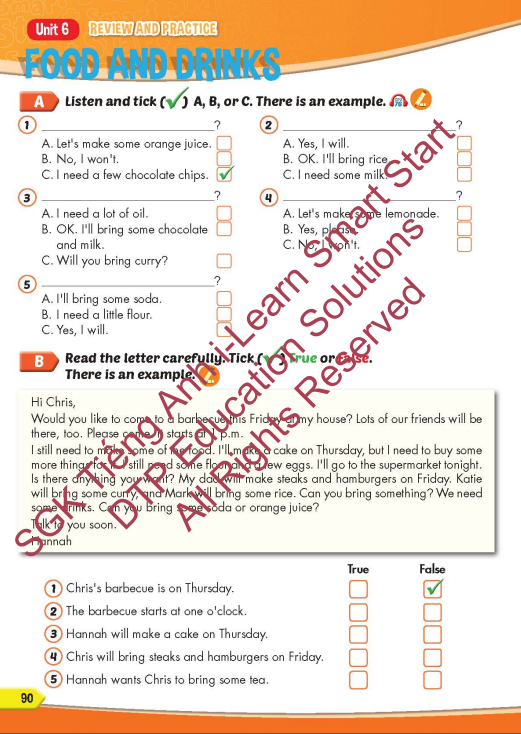 Unit 6 REVIEW AND PRACTICE
FOOD AND DRINKS
A Listen and tick (✓) A, B, or C. There is an example.
1 ?
A. Let's make some orange juice.
B. No, I won't.
C. I need a few chocolate chips.
2 ?
A. Yes, I will.
B. OK. I'll bring rice.
C. I need some milk.
3 ?
A. I need a lot of oil.
B. OK. I'll bring some chocolate
and milk.
C. Will you bring curry?
4 ?
A. Let's make some lemonade.
B. Yes, please.
C. No, I won't.
5 ?
A. I'll bring some soda.
B. I need a little flour.
C. Yes, I will.
B Read the letter carefully. Tick (✓) True or False.
There is an example.
Hi Chris,
Would you like to come to a barbecue this Friday at my house? Lots of our friends will be
there, too. Please come. It starts at p.m.
I still need to make some of the food. I'll make a cake on Thursday, but I need to buy some
more things for it. I still need some flour and a few eggs. I'll go to the supermarket tonight.
Is there anything you want? My dad will make steaks and hamburgers on Friday. Katie
will bring some curry, and Mark will bring some rice. Can you bring something? We need
some drinks. Can you bring some soda or orange juice?
Talk to you soon.
Hannah
True False
1 Chris's barbecue is on Thursday.
2 The barbecue starts at one o'clock.
3 Hannah will make a cake on Thursday.
4 Chris will bring steaks and hamburgers on Friday.
5 Hannah wants Chris to bring some tea.
90
SGK Tiếng Anh i-Learn Smart Start
DTP Education Solutions
All Rights Reserved